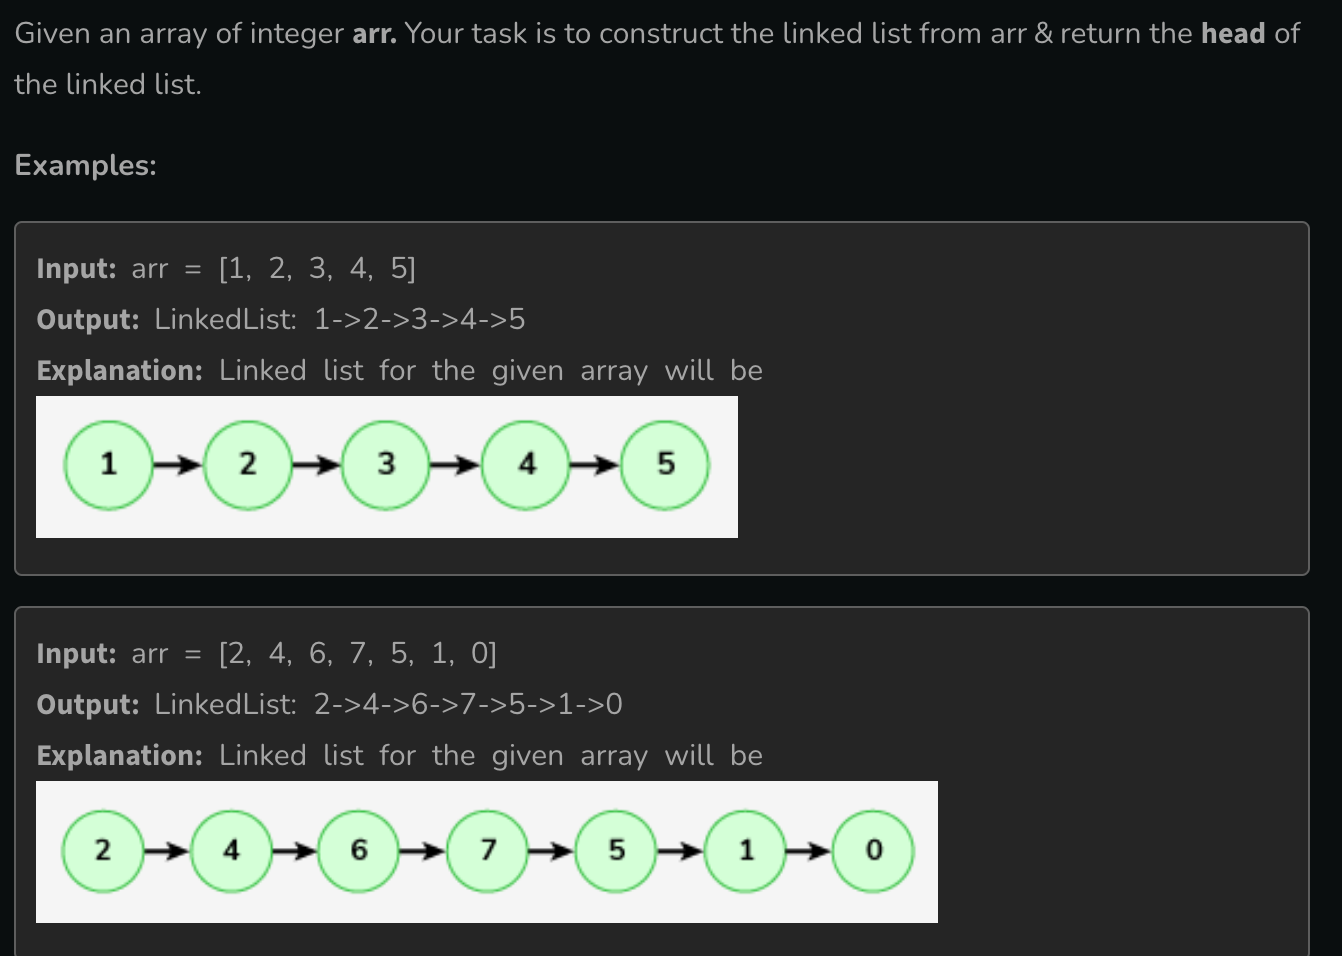 Given an array of integer arr. Your task is to construct the linked list from arr & return the head of
the linked list.
Examples:
Input: arr = [1, 2, 3, 4, 5]
Output: LinkedList: 1->2->3->4->5
Explanation: Linked list for the given array will be
1 2 3 4 5
Input: arr = [2, 4, 6, 7, 5, 1, 0]
Output: LinkedList: 2->4->6->7->5->1->0
Explanation: Linked list for the given array will be
2 4 6 7 5 1 0